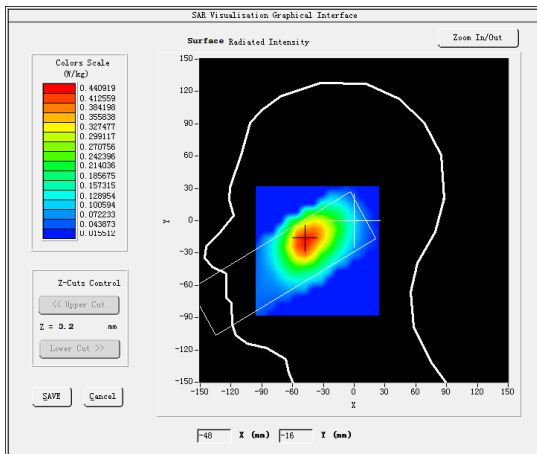 SAR Visualisation Graphical Interface
Surface Radiated Intensity
Zoom In/Out
Colors Scale
(W/kg)
0.440919
0.412559
0.384198
0.355838
0.327477
0.299117
0.270756
0.242396
0.214036
0.185675
0.157315
0.128954
0.100594
0.072233
0.043873
0.015512
Z-Cuts Control
<< Upper Cut
Z = 0.2 mm
Lower Cut >>
SAVE
Cancel
150
120
90
60
30
0
-30
-60
-90
-120
-150
Y
-150 -120 -90 -60 -30 0 30 60 90 120 150
X
-48 X (mm) -16 Y (mm)